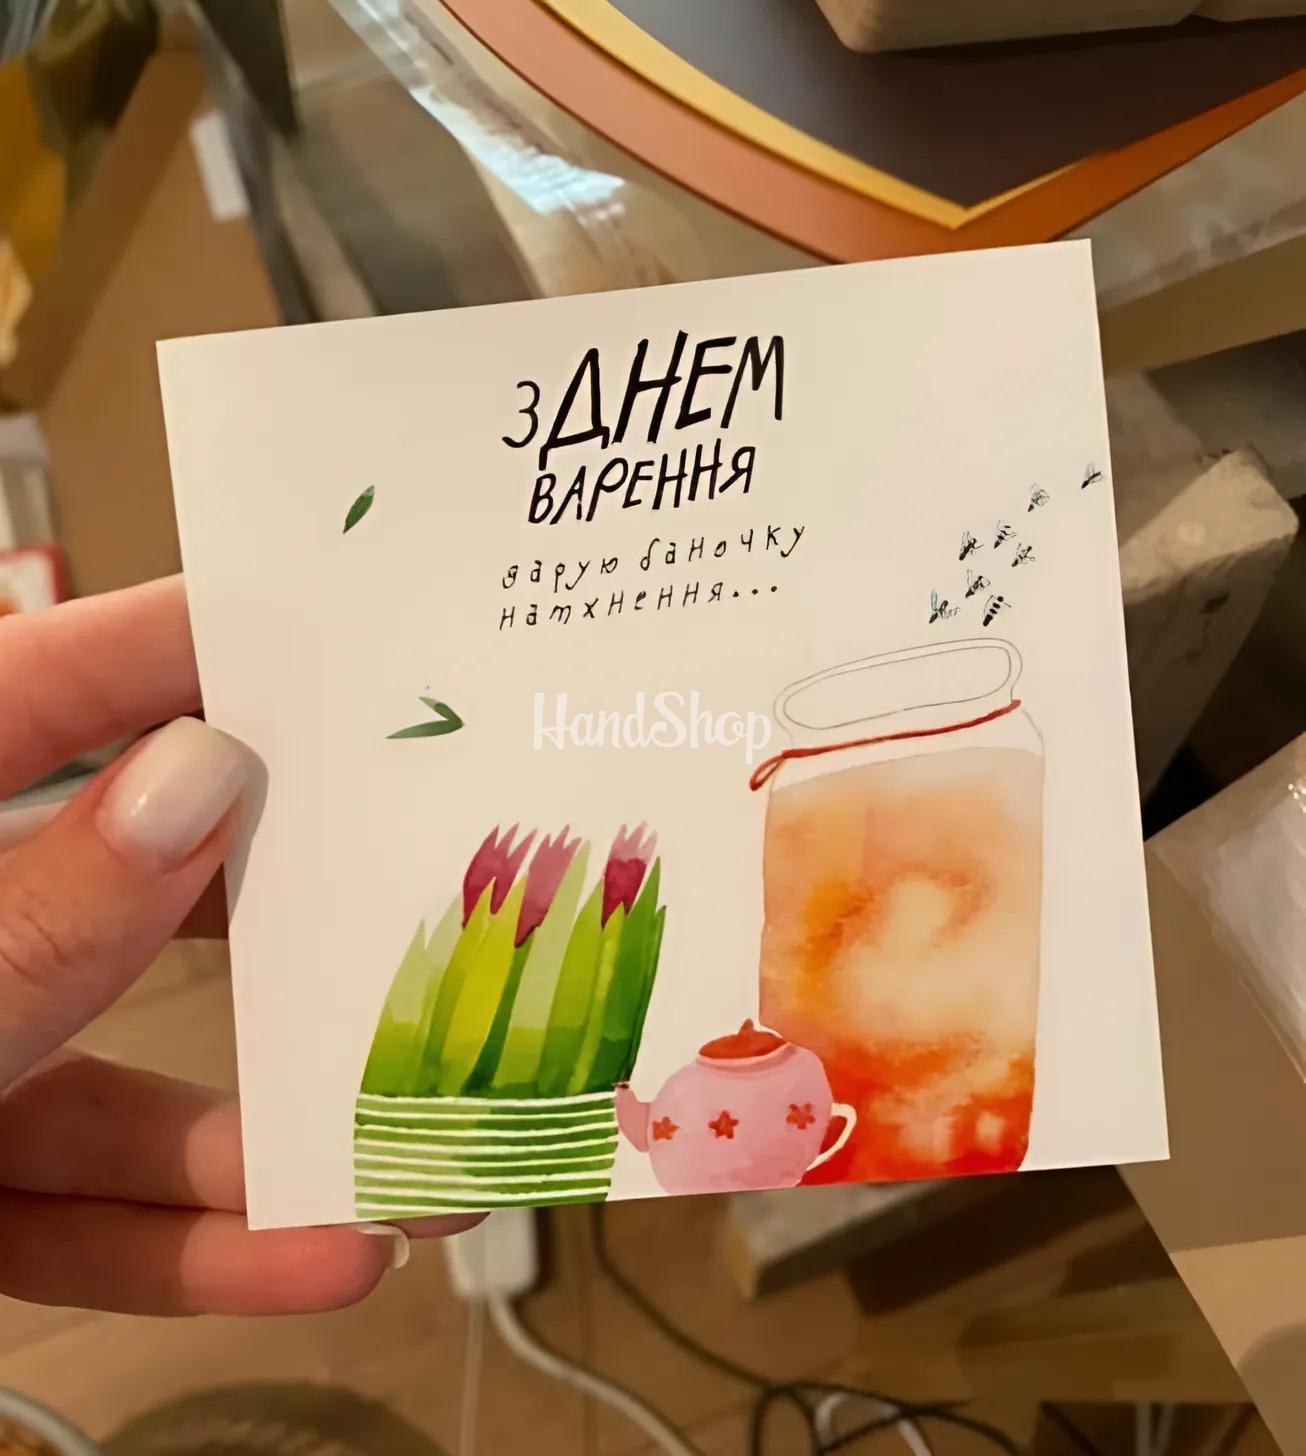 З ДНЕМ
ВАРЕННЯ
дарую баночку
натхнення...
HandShop